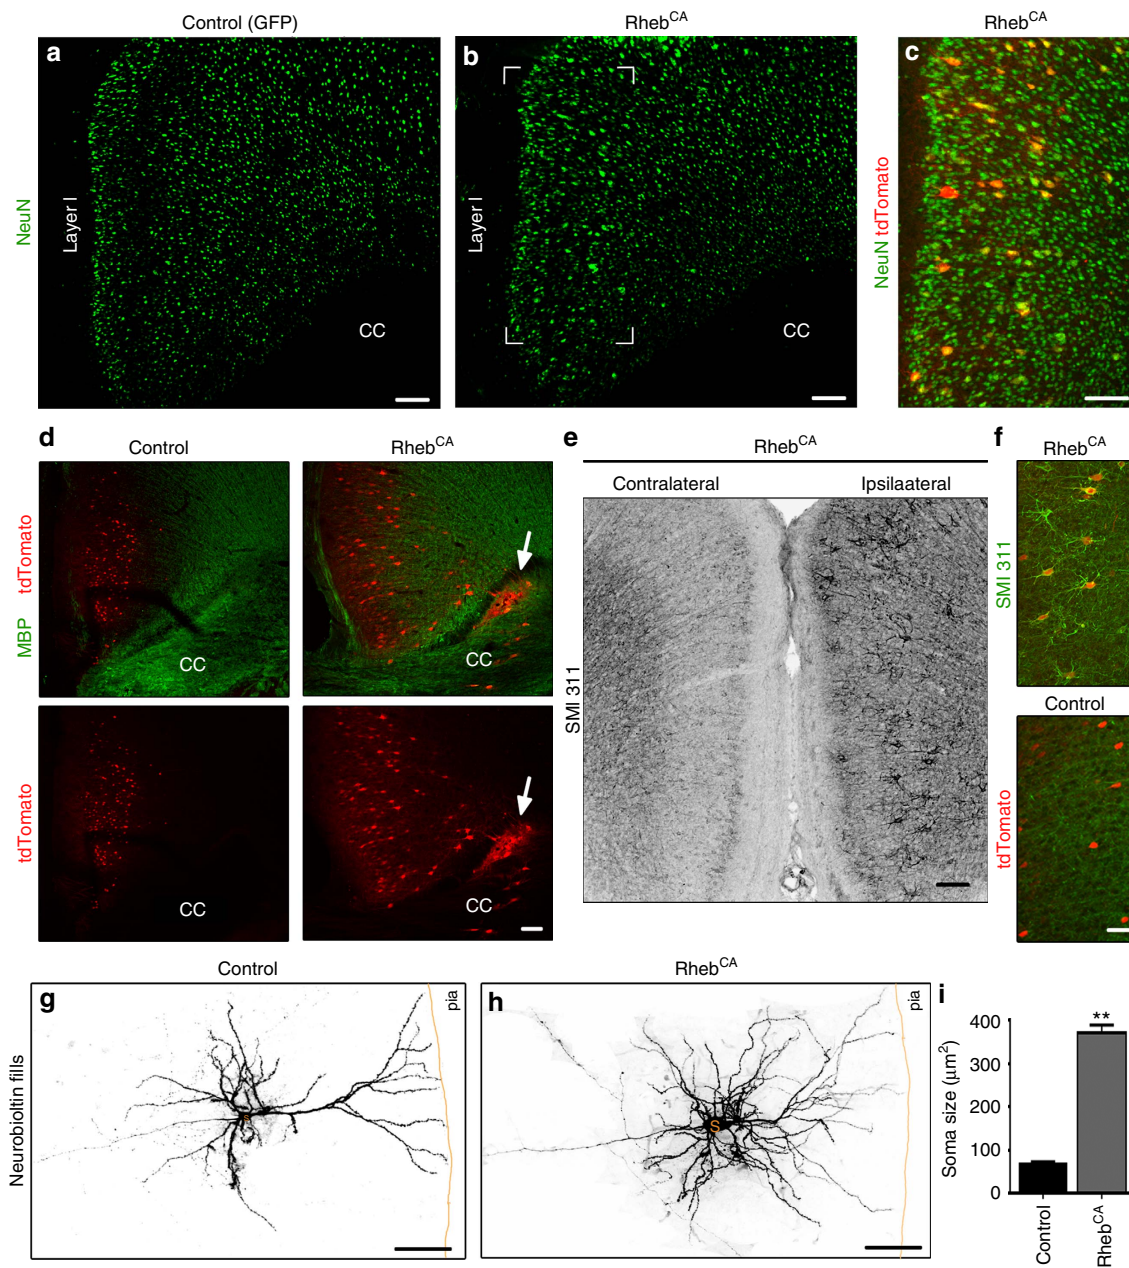 Control (GFP)
Rheb^CA
Rheb^CA
a
b
c
NeuN
Layer I
CC
Layer I
CC
NeuN tdTomato
d
Control
Rheb^CA
e
Rheb^CA
Contralateral
Ipsilaateral
f
Rheb^CA
MBP tdTomato
CC
CC
SMI 311
SMI 311
tdTomato
CC
CC
Control
tdTomato
Control
Rheb^CA
g
pia
h
pia
i
Neurobioltin fills
s
S
Soma size (µm²)
400
300
200
100
0
**
Control
Rheb^CA